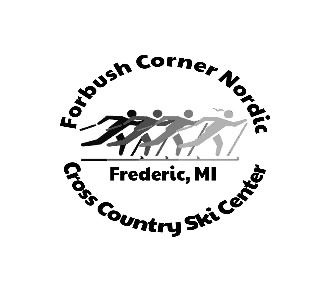 Forbush Corner Nordic
Frederic, MI
Cross Country Ski Center